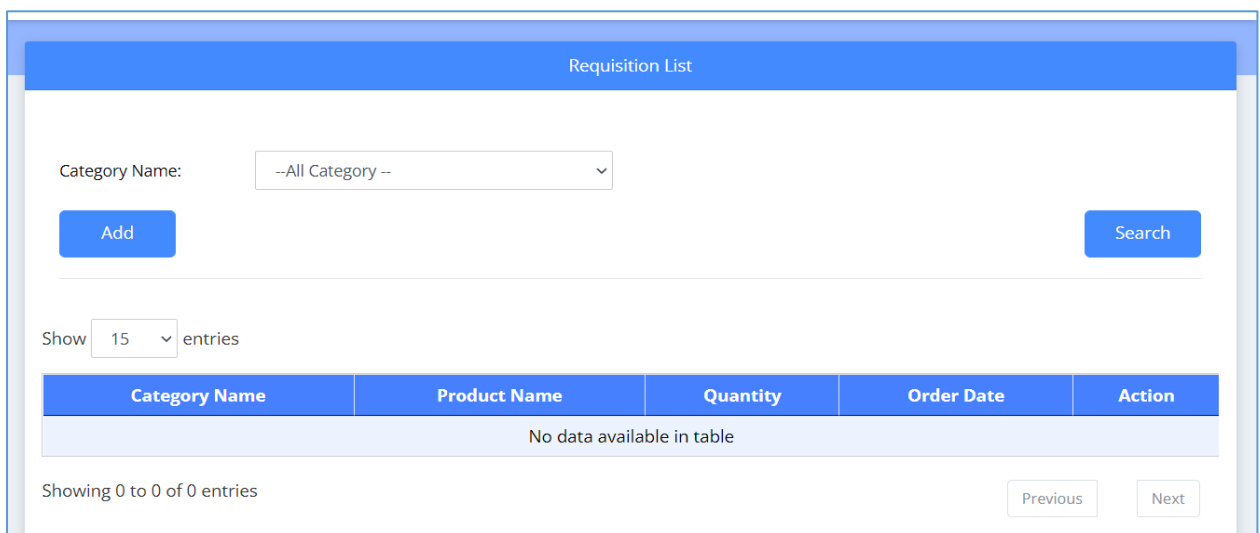 Requisition List
Category Name: --All Category --
Add Search
Show 15 entries
Category Name Product Name Quantity Order Date Action
No data available in table
Showing 0 to 0 of 0 entries Previous Next